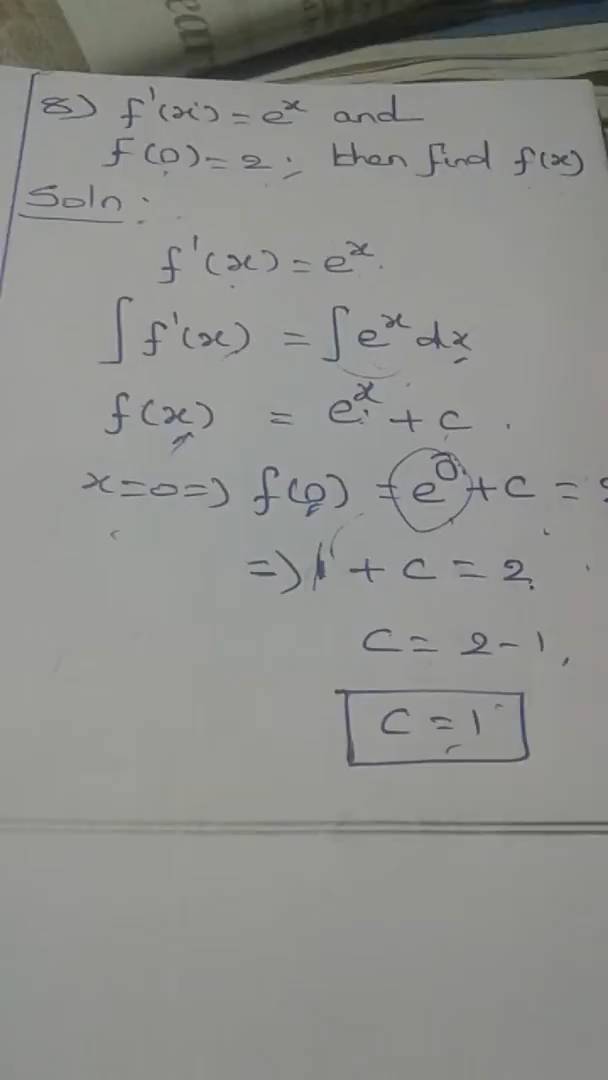 8) f'(x) = e^x and
f(0) = 2; then find f(x)
Soln:
f'(x) = e^x.
∫f'(x) = ∫e^x dx
f(x) = e^x + c.
x=0 => f(0) = e^0 + c =
=> 1 + c = 2
c = 2-1,
c = 1